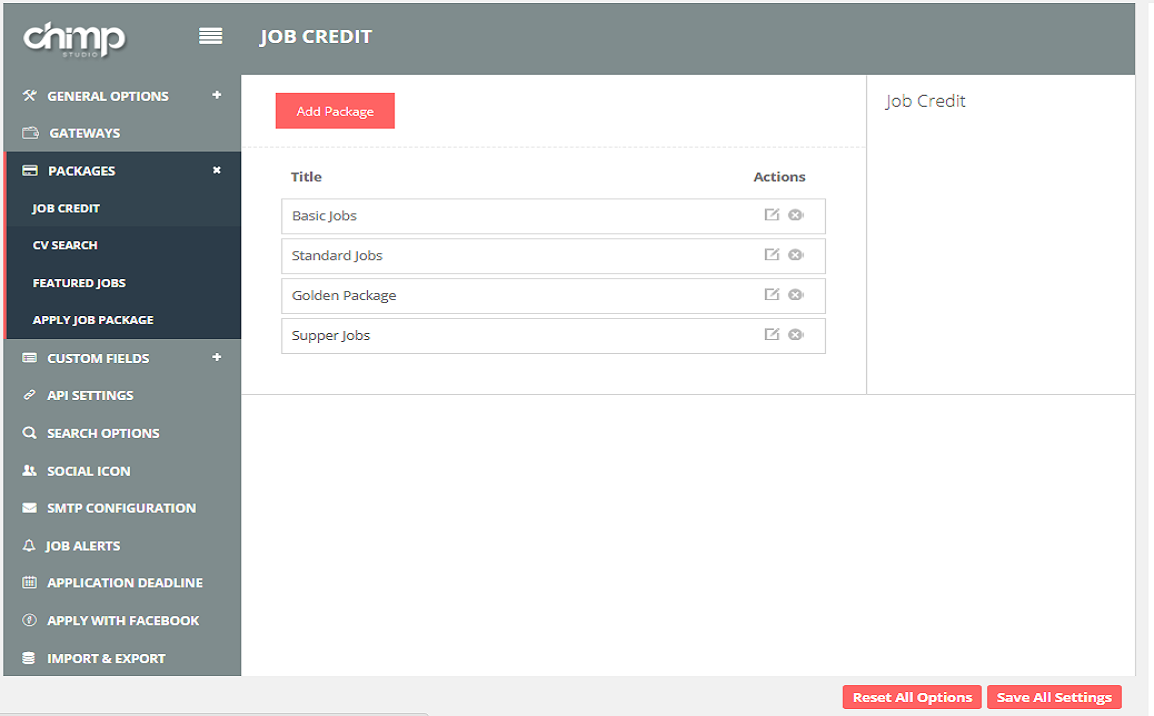 chimp
STUDIO
JOB CREDIT
GENERAL OPTIONS
GATEWAYS
PACKAGES
JOB CREDIT
CV SEARCH
FEATURED JOBS
APPLY JOB PACKAGE
CUSTOM FIELDS
API SETTINGS
SEARCH OPTIONS
SOCIAL ICON
SMTP CONFIGURATION
JOB ALERTS
APPLICATION DEADLINE
APPLY WITH FACEBOOK
IMPORT & EXPORT
Add Package
Title Actions
Basic Jobs
Standard Jobs
Golden Package
Supper Jobs
Job Credit
Reset All Options Save All Settings